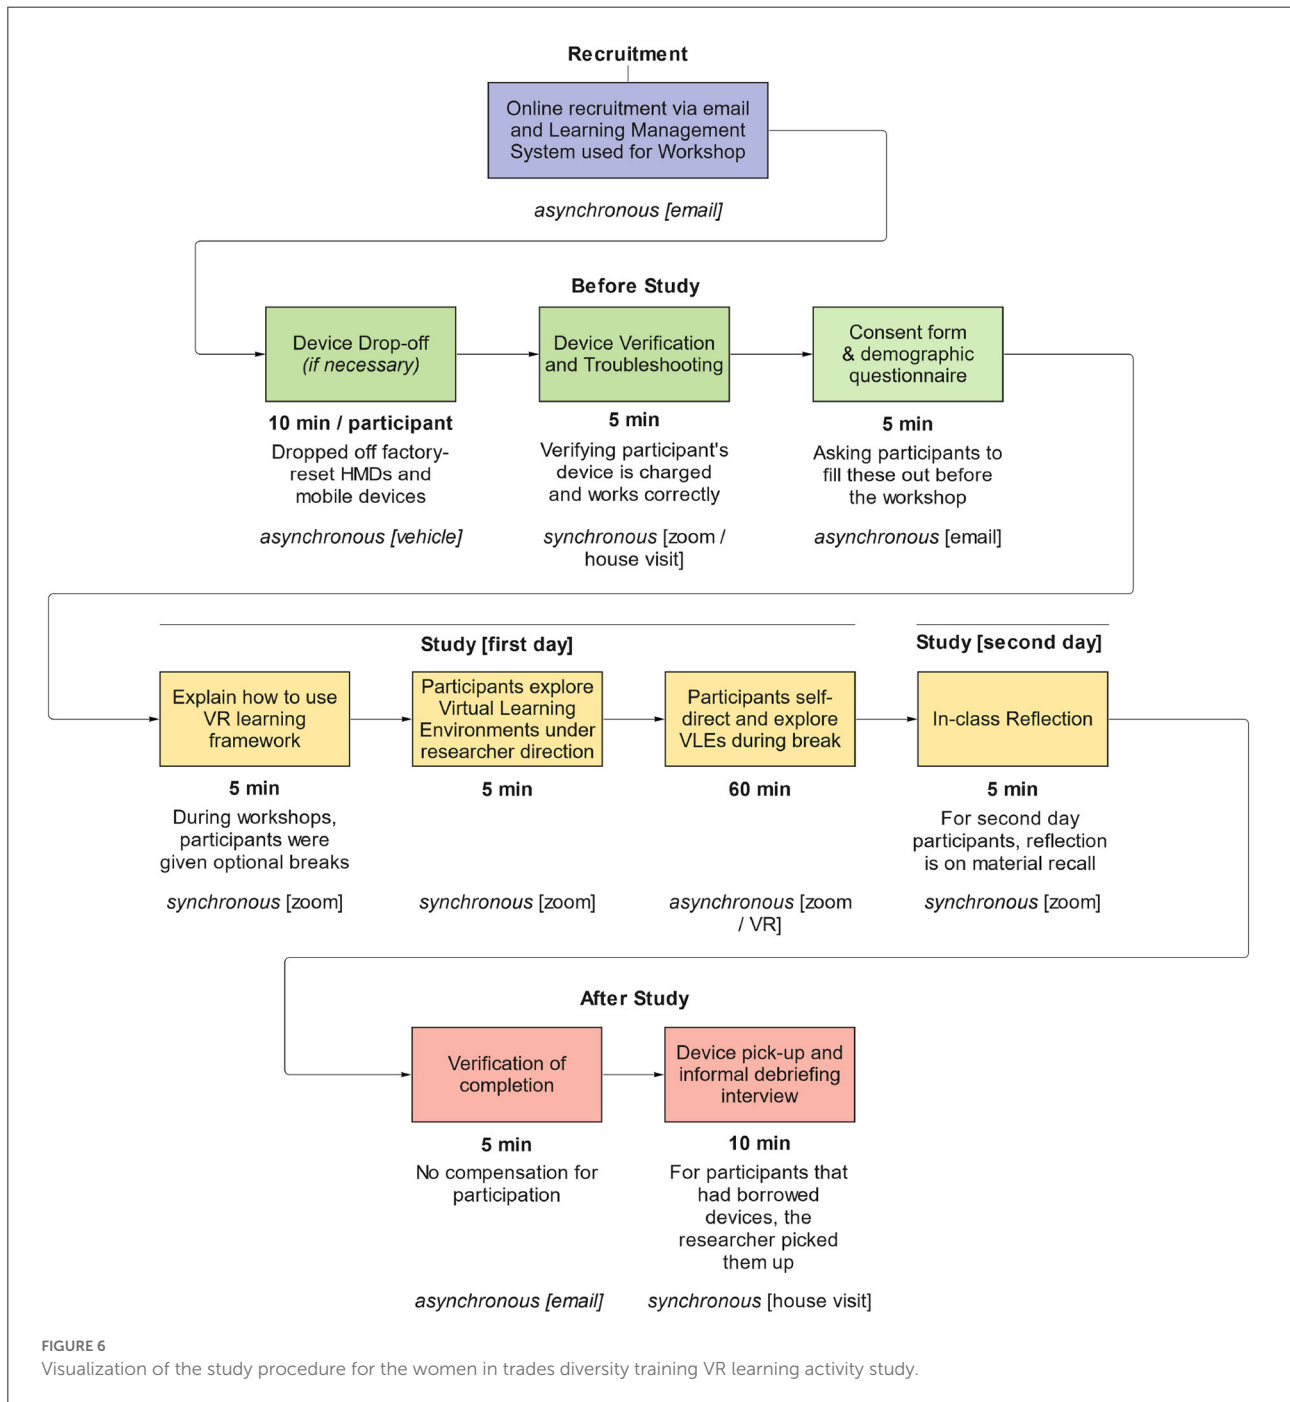 Recruitment
Online recruitment via email
and Learning Management
System used for Workshop
asynchronous [email]
Before Study
Device Drop-off
(if necessary)
10 min / participant
Dropped off factory-
reset HMDs and
mobile devices
asynchronous [vehicle]
Device Verification
and Troubleshooting
5 min
Verifying participant's
device is charged
and works correctly
synchronous [zoom /
house visit]
Consent form
& demographic
questionnaire
5 min
Asking participants to
fill these out before
the workshop
asynchronous [email]
Study [first day]
Explain how to use
VR learning
framework
5 min
During workshops,
participants were
given optional breaks
synchronous [zoom]
Participants explore
Virtual Learning
Environments under
researcher direction
5 min
synchronous [zoom]
Participants self-
direct and explore
VLEs during break
60 min
asynchronous [zoom
/ VR]
Study [second day]
In-class Reflection
5 min
For second day
participants, reflection
is on material recall
synchronous [zoom]
After Study
Verification of
completion
5 min
No compensation for
participation
asynchronous [email]
Device pick-up and
informal debriefing
interview
10 min
For participants that
had borrowed
devices, the
researcher picked
them up
synchronous [house visit]
FIGURE 6
Visualization of the study procedure for the women in trades diversity training VR learning activity study.